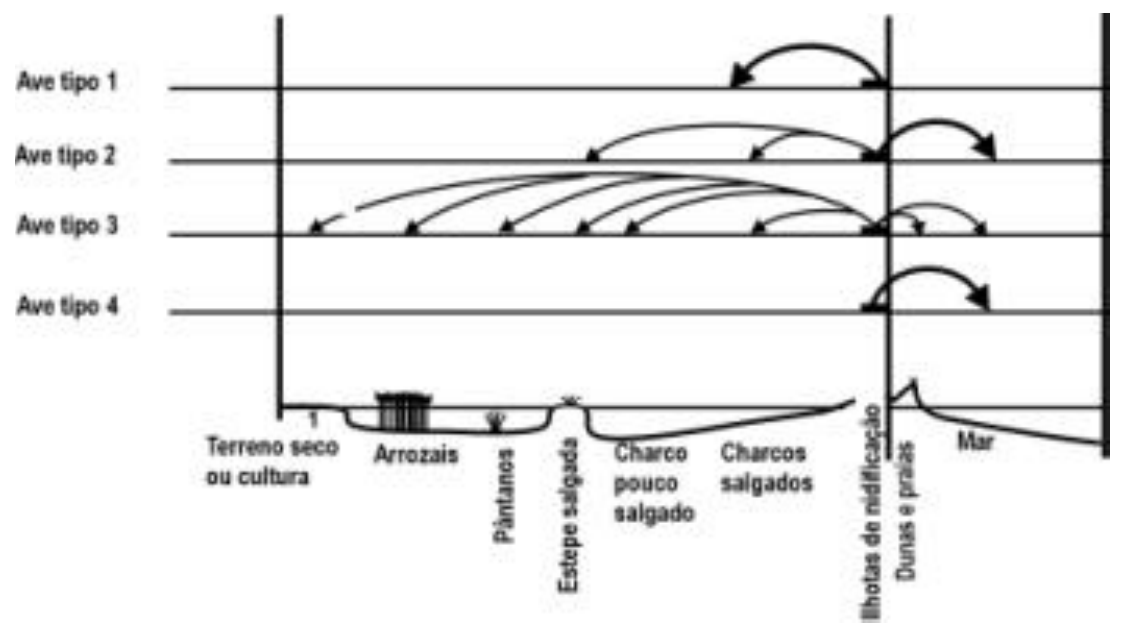 Ave tipo 1
Ave tipo 2
Ave tipo 3
Ave tipo 4
1
Terreno seco
ou cultura
Arrozais
Pântanos
Estepe salgada
Charco
pouco
salgado
Charcos
salgados
Ilhotas de nidificação
Dunas e praias
Mar